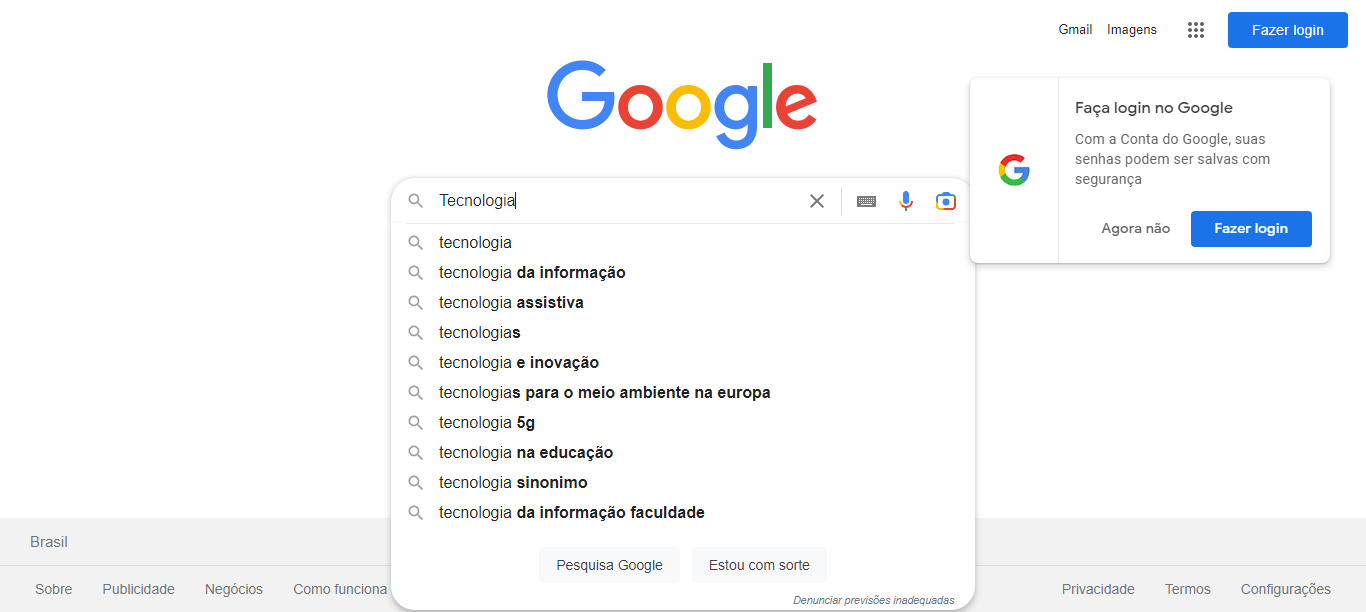 Gmail Imagens Fazer login
Google
Faça login no Google
Com a Conta do Google, suas
senhas podem ser salvas com
segurança
Agora não Fazer login
Tecnologia
tecnologia
tecnologia da informação
tecnologia assistiva
tecnologias
tecnologia e inovação
tecnologias para o meio ambiente na europa
tecnologia 5g
tecnologia na educação
tecnologia sinonimo
tecnologia da informação faculdade
Pesquisa Google Estou com sorte
Denunciar previsões inadequadas
Brasil
Sobre Publicidade Negócios Como funciona Privacidade Termos Configurações